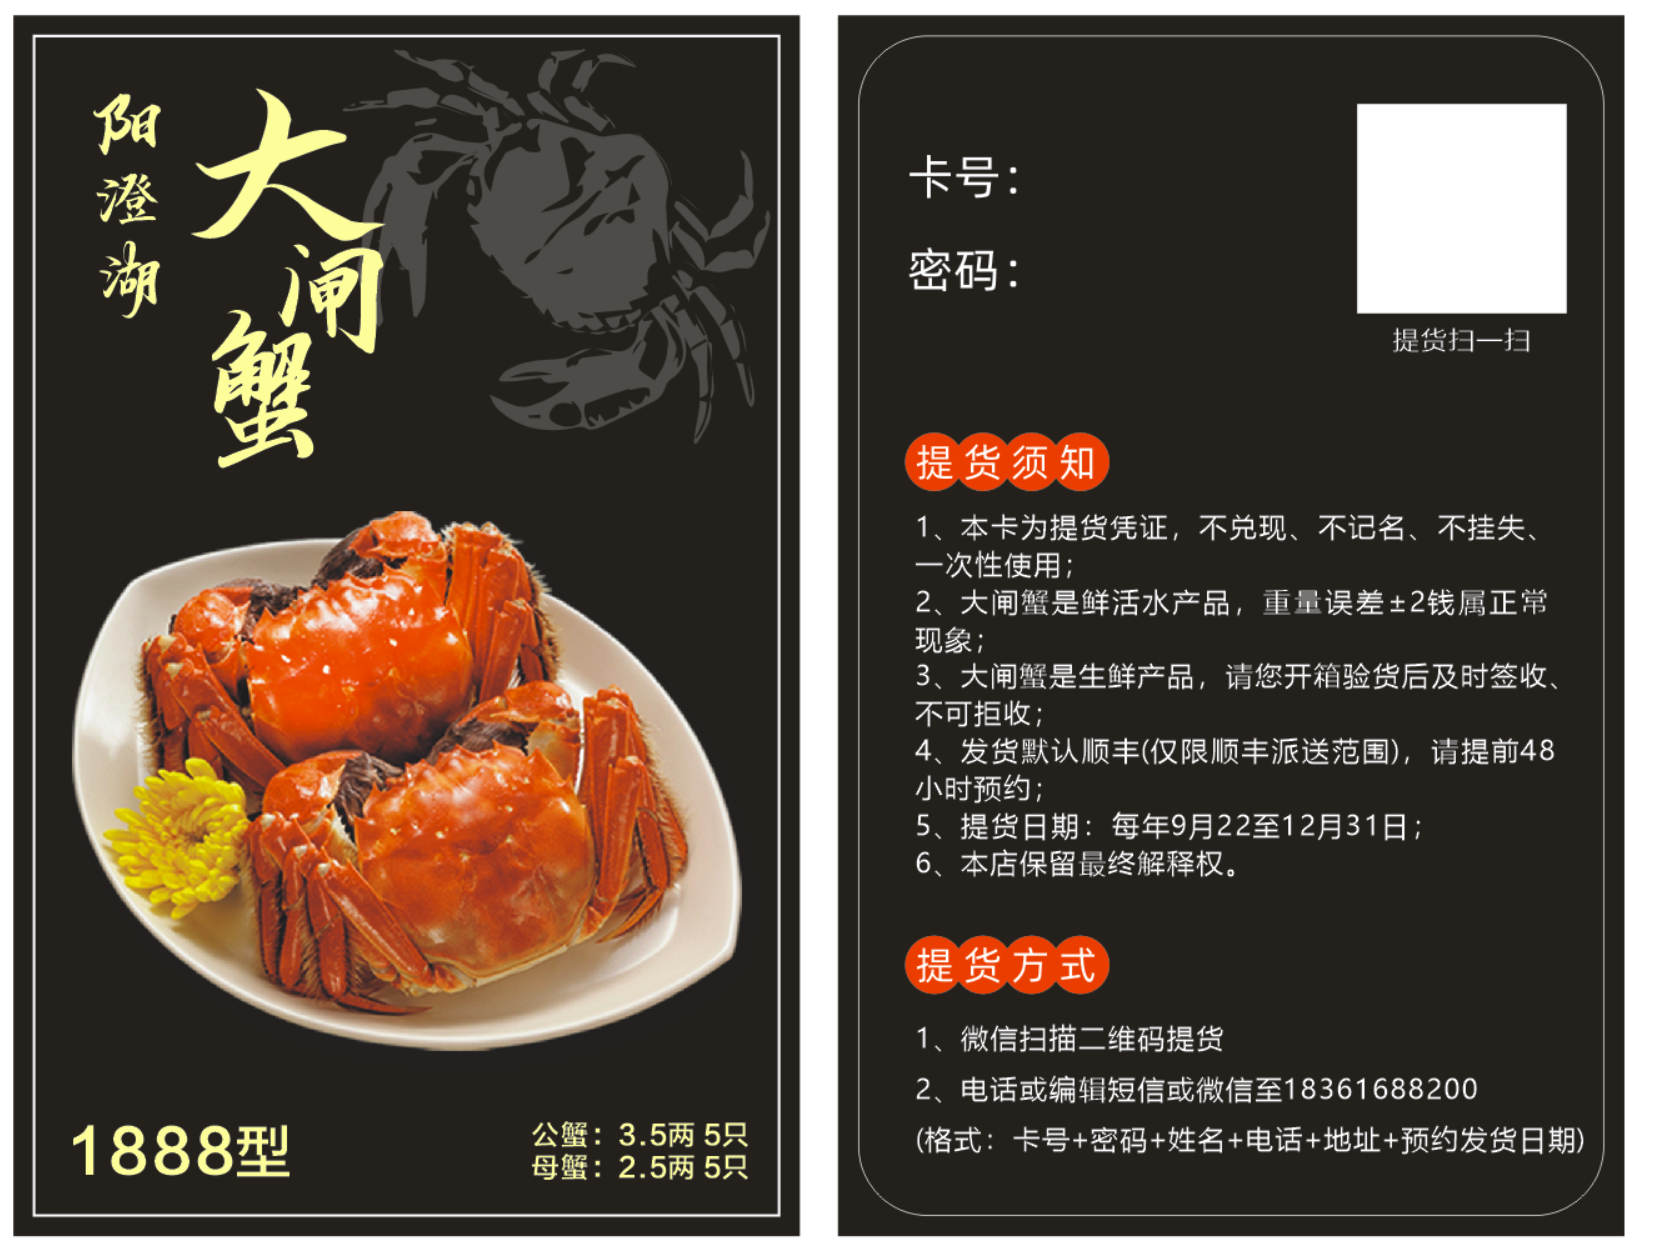 阳澄湖
大闸蟹
1888型
公蟹：3.5两 5只
母蟹：2.5两 5只
卡号：
密码：
提货扫一扫
提货须知
1、本卡为提货凭证，不兑现、不记名、不挂失、
一次性使用；
2、大闸蟹是鲜活水产品，重量误差±2钱属正常
现象；
3、大闸蟹是生鲜产品，请您开箱验货后及时签收、
不可拒收；
4、发货默认顺丰(仅限顺丰派送范围)，请提前48
小时预约；
5、提货日期：每年9月22至12月31日；
6、本店保留最终解释权。
提货方式
1、微信扫描二维码提货
2、电话或编辑短信或微信至18361688200
(格式：卡号+密码+姓名+电话+地址+预约发货日期)